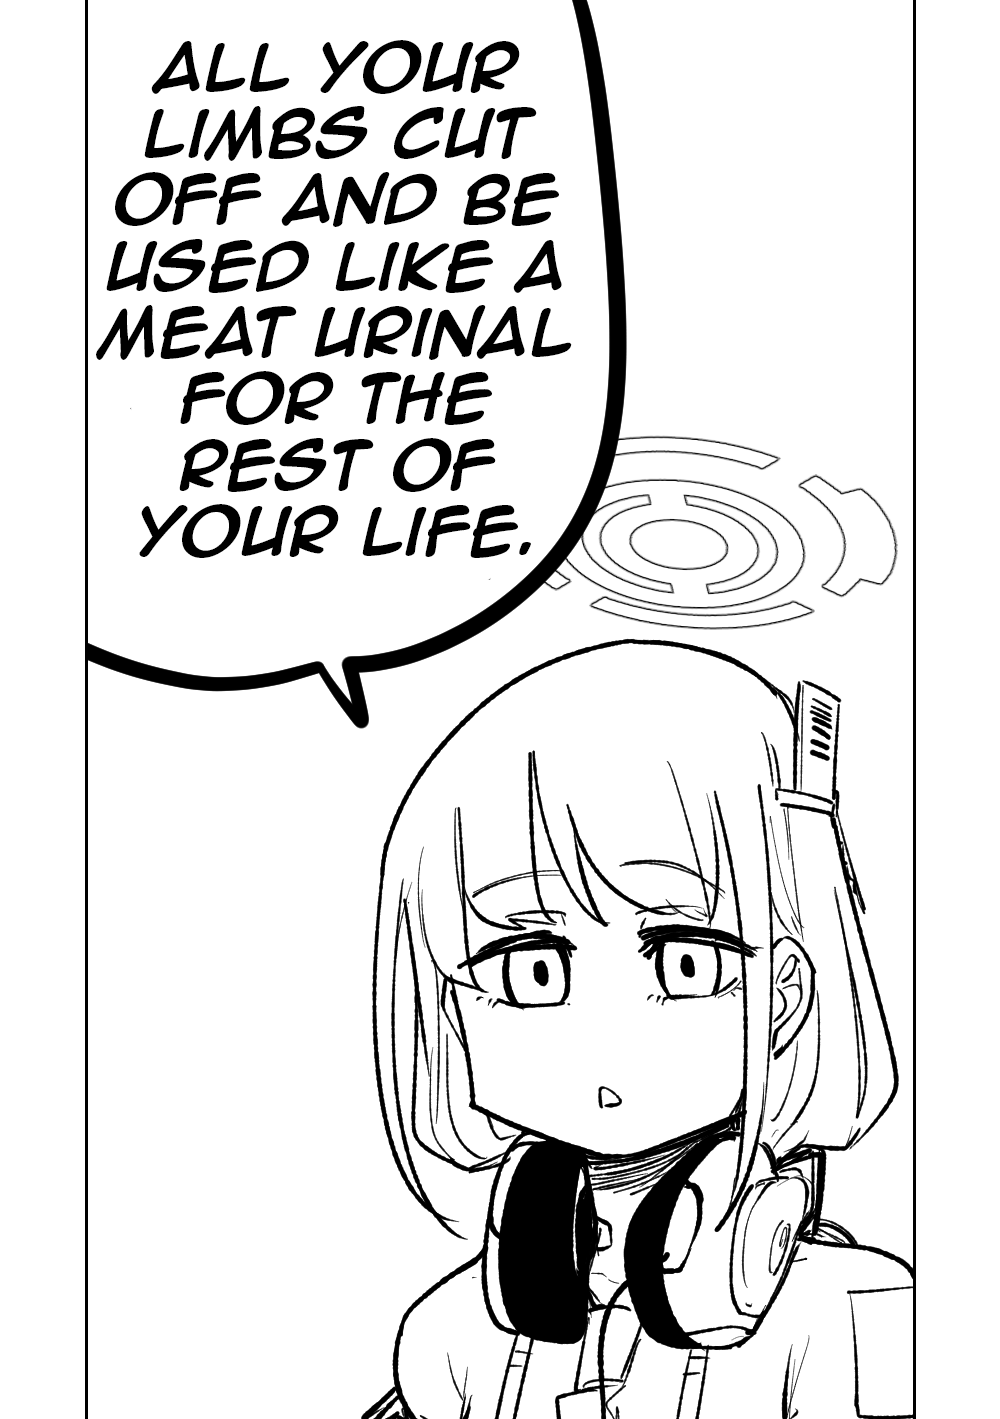 ALL YOUR
LIMBS CUT
OFF AND BE
USED LIKE A
MEAT URINAL
FOR THE
REST OF
YOUR LIFE.